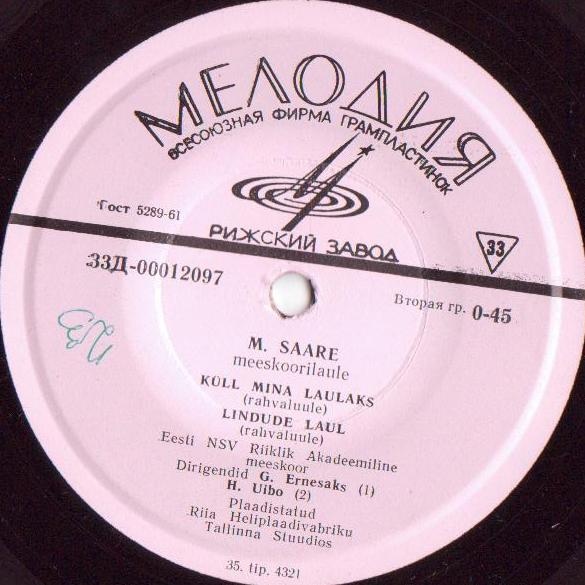 МЕЛОДИЯ
ВСЕСОЮЗНАЯ ФИРМА ГРАМПЛАСТИНОК
Гост 5289-61
РИЖСКИЙ ЗАВОД
33
33Д-00012097
Вторая гр. 0-45
M. SAARE
meeskoorilaule
KÜLL MINA LAULAKS
(rahvaluule)
LINDUDE LAUL
(rahvaluule)
Eesti NSV Riiklik Akadeemiline
meeskoor
Dirigendid G. Ernesaks (1)
H. Uibo (2)
Plaadistatud
Riia Heliplaadivabriku
Tallinna Stuudios
35. tip. 4321